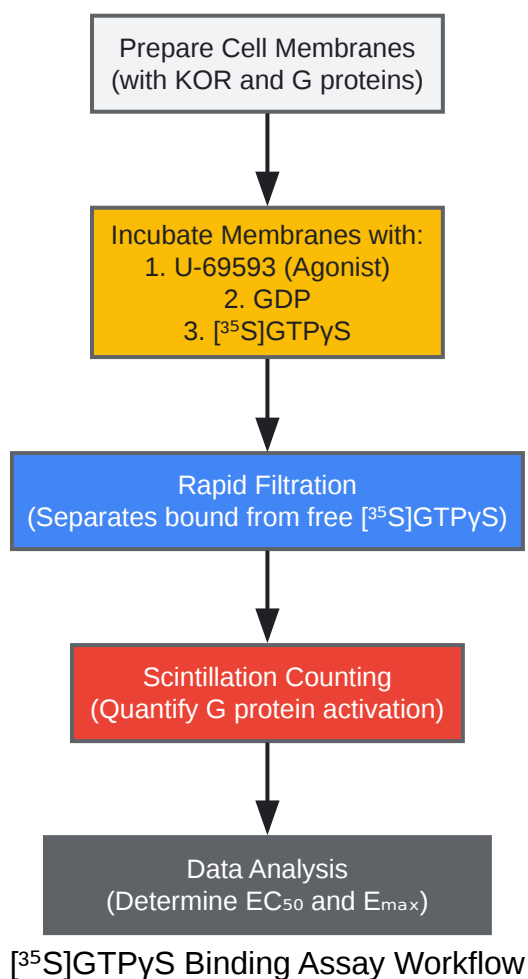 Prepare Cell Membranes
(with KOR and G proteins)
Incubate Membranes with:
1. U-69593 (Agonist)
2. GDP
3. [³⁵S]GTPγS
Rapid Filtration
(Separates bound from free [³⁵S]GTPγS)
Scintillation Counting
(Quantify G protein activation)
Data Analysis
(Determine EC₅₀ and Eₘₐₓ)
[³⁵S]GTPγS Binding Assay Workflow